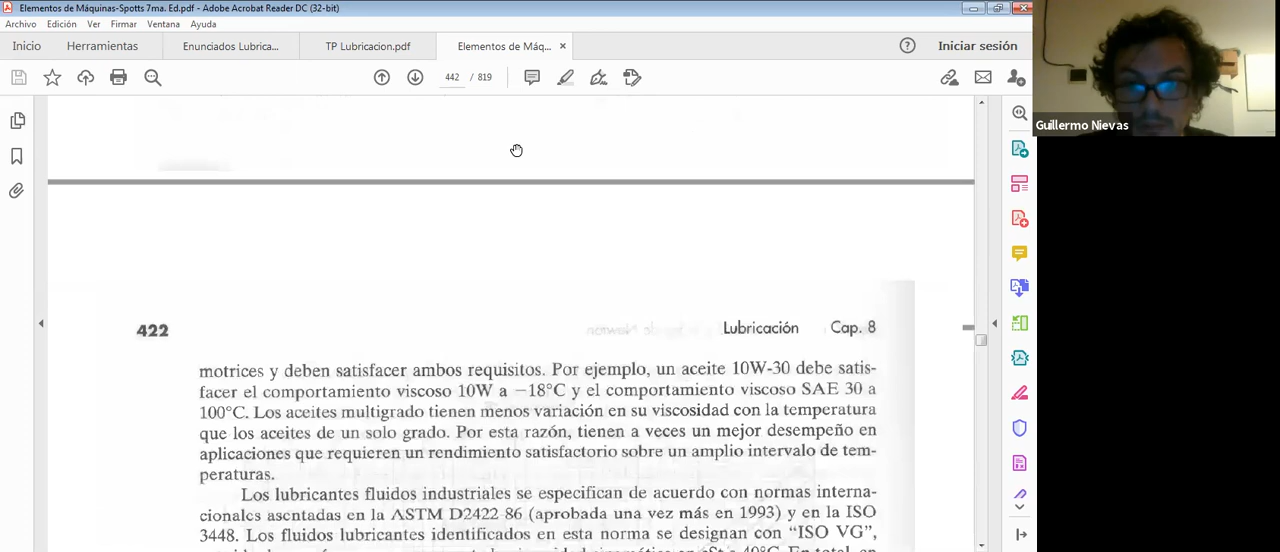 Elementos de Máquinas-Spotts 7ma. Ed.pdf - Adobe Acrobat Reader DC (32-bit)
Archivo Edición Ver Firmar Ventana Ayuda
Inicio Herramientas Enunciados Lubrica... TP Lubricacion.pdf Elementos de Máq... × Iniciar sesión
442 / 819
Guillermo Nievas
422 Lubricación Cap. 8
motrices y deben satisfacer ambos requisitos. Por ejemplo, un aceite 10W-30 debe satis-
facer el comportamiento viscoso 10W a −18°C y el comportamiento viscoso SAE 30 a
100°C. Los aceites multigrado tienen menos variación en su viscosidad con la temperatura
que los aceites de un solo grado. Por esta razón, tienen a veces un mejor desempeño en
aplicaciones que requieren un rendimiento satisfactorio sobre un amplio intervalo de tem-
peraturas.
Los lubricantes fluidos industriales se especifican de acuerdo con normas interna-
cionales asentadas en la ASTM D2422 86 (aprobada una vez más en 1993) y en la ISO
3448. Los fluidos lubricantes identificados en esta norma se designan con “ISO VG”,